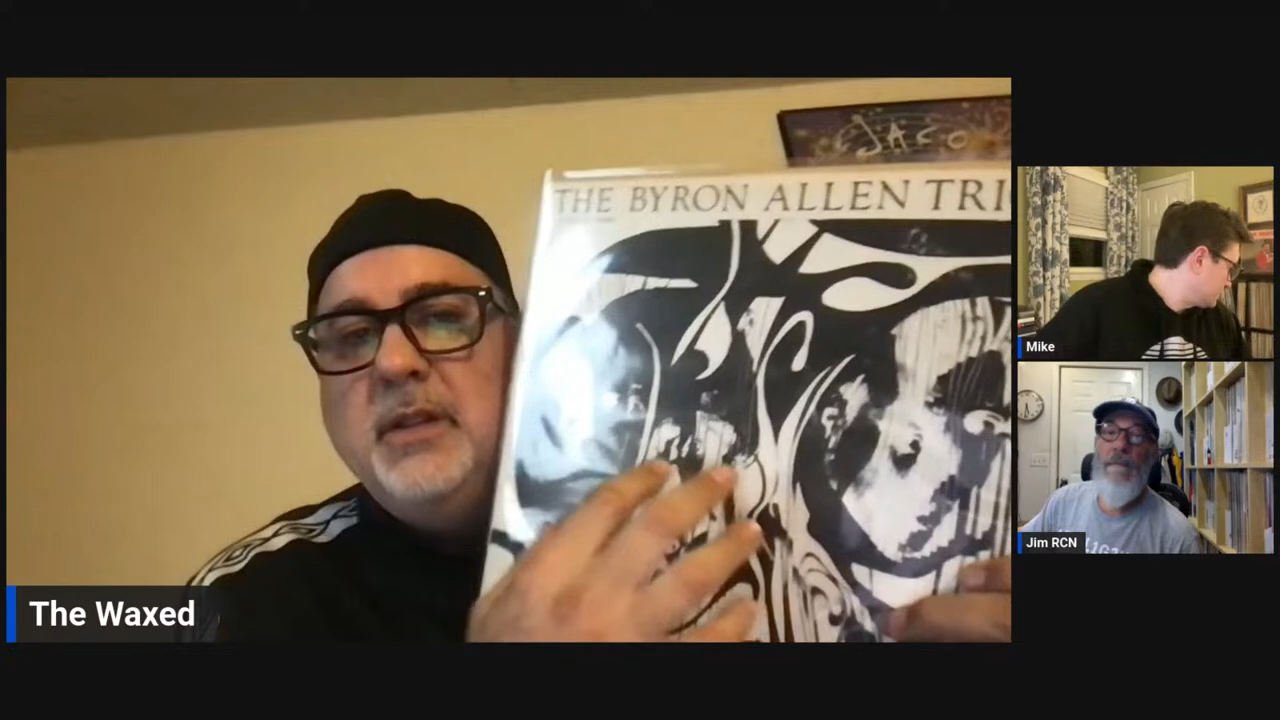 JACO
THE BYRON ALLEN TRI
Mike
Jim RCN
The Waxed